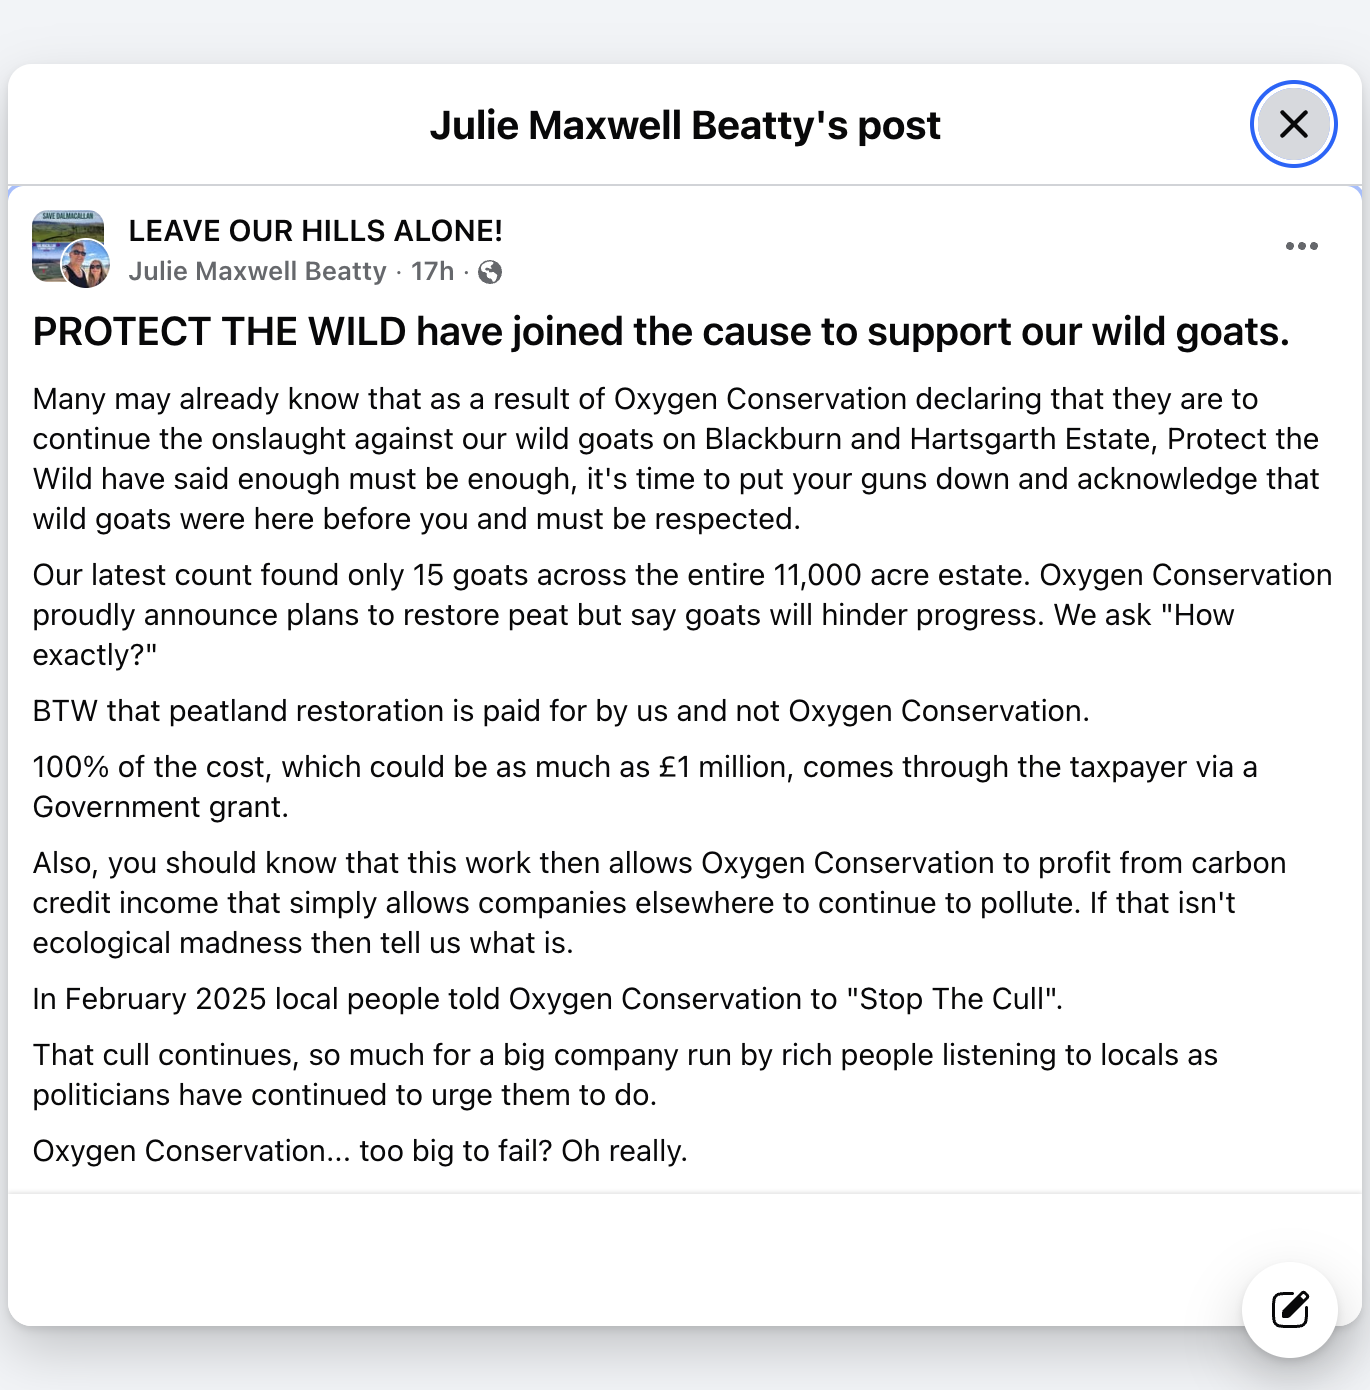 Julie Maxwell Beatty's post
SAVE DALMACALLAN
LEAVE OUR HILLS ALONE!
Julie Maxwell Beatty · 17h ·
PROTECT THE WILD have joined the cause to support our wild goats.
Many may already know that as a result of Oxygen Conservation declaring that they are to
continue the onslaught against our wild goats on Blackburn and Hartsgarth Estate, Protect the
Wild have said enough must be enough, it's time to put your guns down and acknowledge that
wild goats were here before you and must be respected.
Our latest count found only 15 goats across the entire 11,000 acre estate. Oxygen Conservation
proudly announce plans to restore peat but say goats will hinder progress. We ask "How
exactly?"
BTW that peatland restoration is paid for by us and not Oxygen Conservation.
100% of the cost, which could be as much as £1 million, comes through the taxpayer via a
Government grant.
Also, you should know that this work then allows Oxygen Conservation to profit from carbon
credit income that simply allows companies elsewhere to continue to pollute. If that isn't
ecological madness then tell us what is.
In February 2025 local people told Oxygen Conservation to "Stop The Cull".
That cull continues, so much for a big company run by rich people listening to locals as
politicians have continued to urge them to do.
Oxygen Conservation... too big to fail? Oh really.